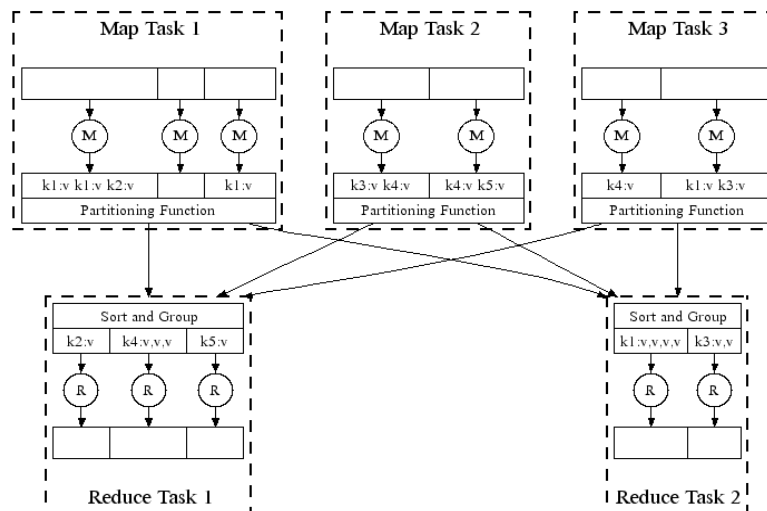 Map Task 1
Map Task 2
Map Task 3
M M M
M M
M M
k1:v k1:v k2:v
k1:v
k3:v k4:v
k4:v k5:v
k4:v
k1:v k3:v
Partitioning Function
Partitioning Function
Partitioning Function
Sort and Group
Sort and Group
k2:v
k4:v,v,v
k5:v
k1:v,v,v,v
k3:v,v
R R R
R R
Reduce Task 1
Reduce Task 2